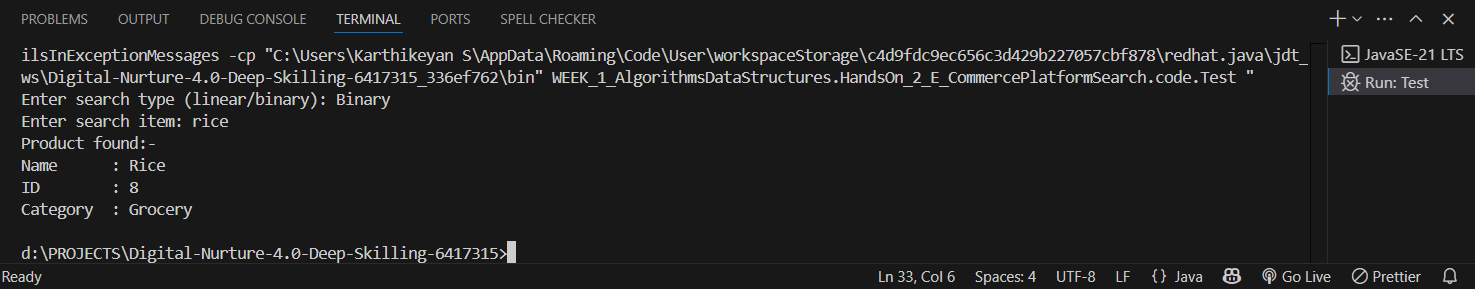 PROBLEMS OUTPUT DEBUG CONSOLE TERMINAL PORTS SPELL CHECKER
ilsInExceptionMessages -cp "C:\Users\Karthikeyan S\AppData\Roaming\Code\User\workspaceStorage\c4d9fdc9ec656c3d429b227057cbf878\redhat.java\jdt_
ws\Digital-Nurture-4.0-Deep-Skilling-6417315_336ef762\bin" WEEK_1_AlgorithmsDataStructures.HandsOn_2_E_CommercePlatformSearch.code.Test "
Enter search type (linear/binary): Binary
Enter search item: rice
Product found:-
Name : Rice
ID : 8
Category : Grocery
d:\PROJECTS\Digital-Nurture-4.0-Deep-Skilling-6417315>
JavaSE-21 LTS
Run: Test
Ready Ln 33, Col 6 Spaces: 4 UTF-8 LF {} Java Go Live Prettier